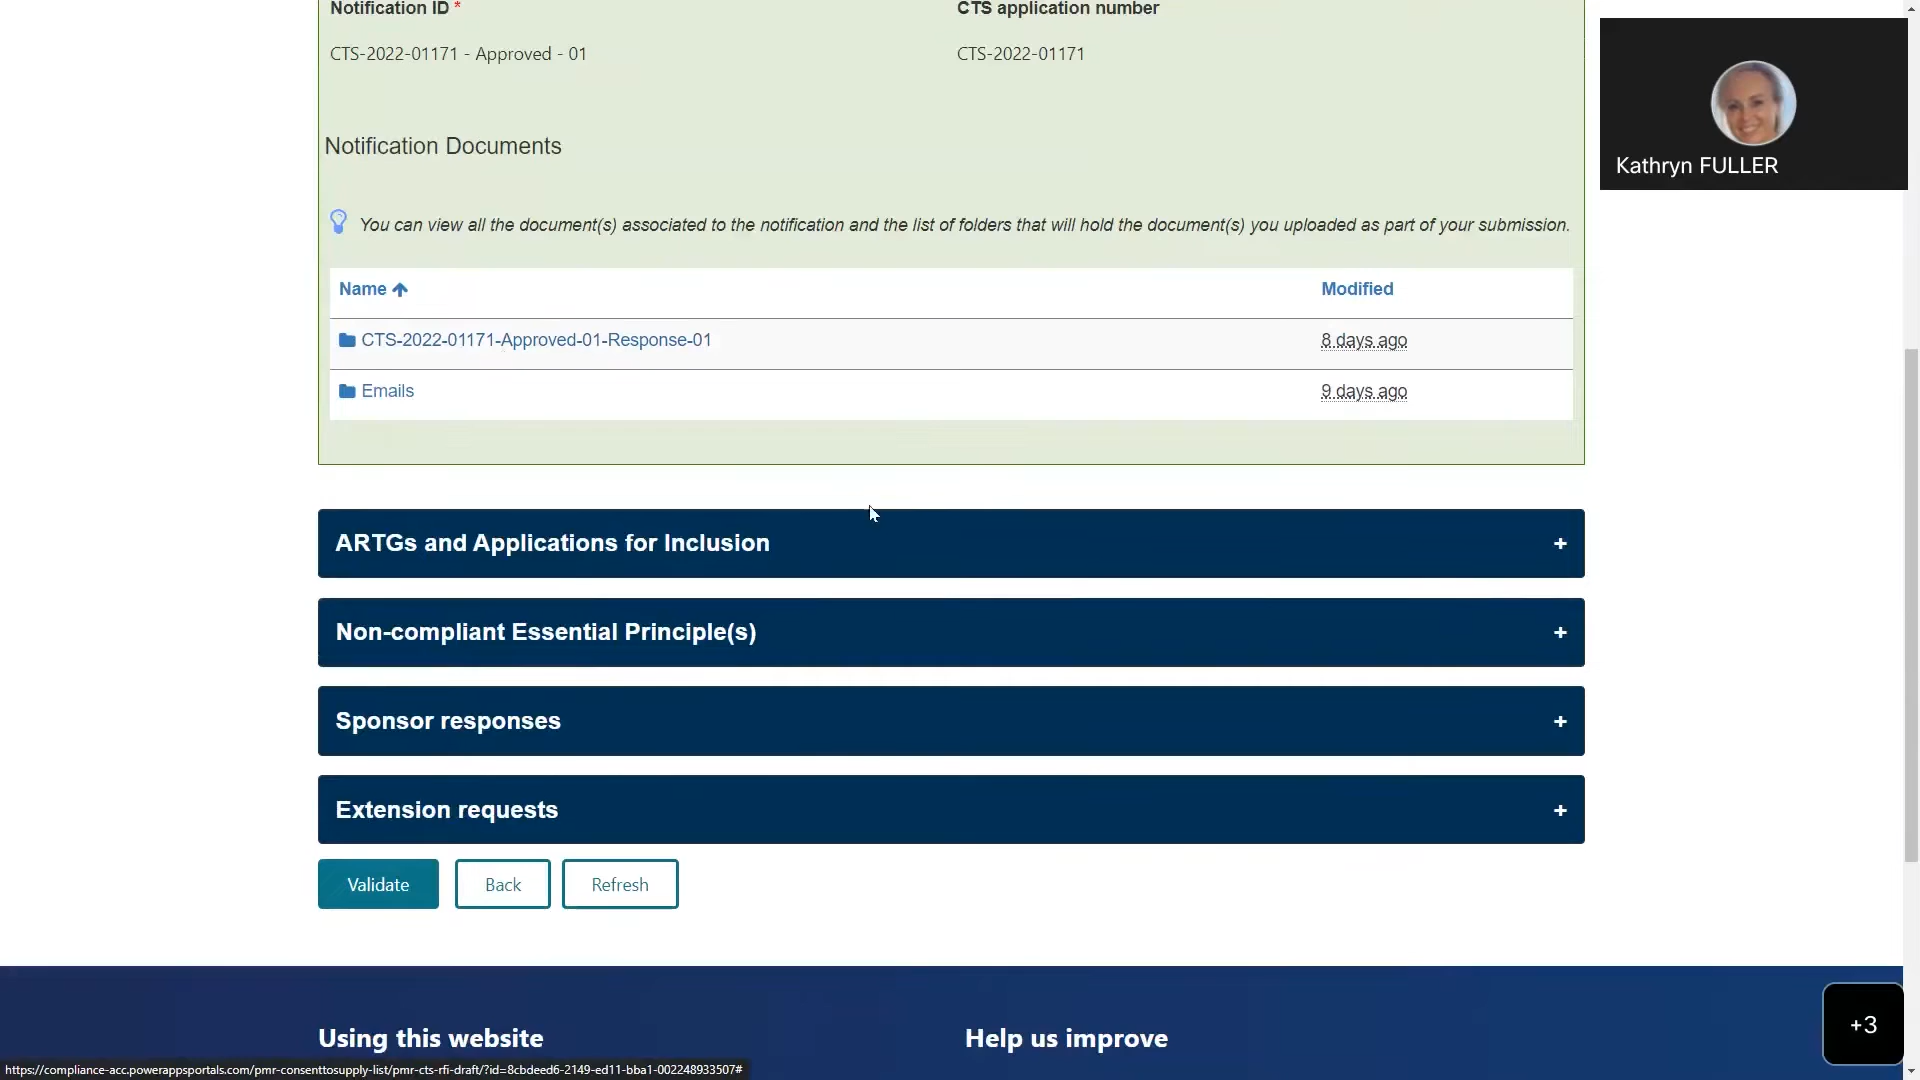 Notification ID *
CTS application number
CTS-2022-01171 - Approved - 01
CTS-2022-01171
Kathryn FULLER
Notification Documents
You can view all the document(s) associated to the notification and the list of folders that will hold the document(s) you uploaded as part of your submission.
Name
Modified
CTS-2022-01171-Approved-01-Response-01
8 days ago
Emails
9 days ago
ARTGs and Applications for Inclusion
+
Non-compliant Essential Principle(s)
+
Sponsor responses
+
Extension requests
+
Validate
Back
Refresh
Using this website
Help us improve
+3
https://compliance-acc.powerappsportals.com/pmr-consenttosupply-list/pmr-cts-rfi-draft/?id=8cbdeed6-2149-ed11-bba1-002248933507#